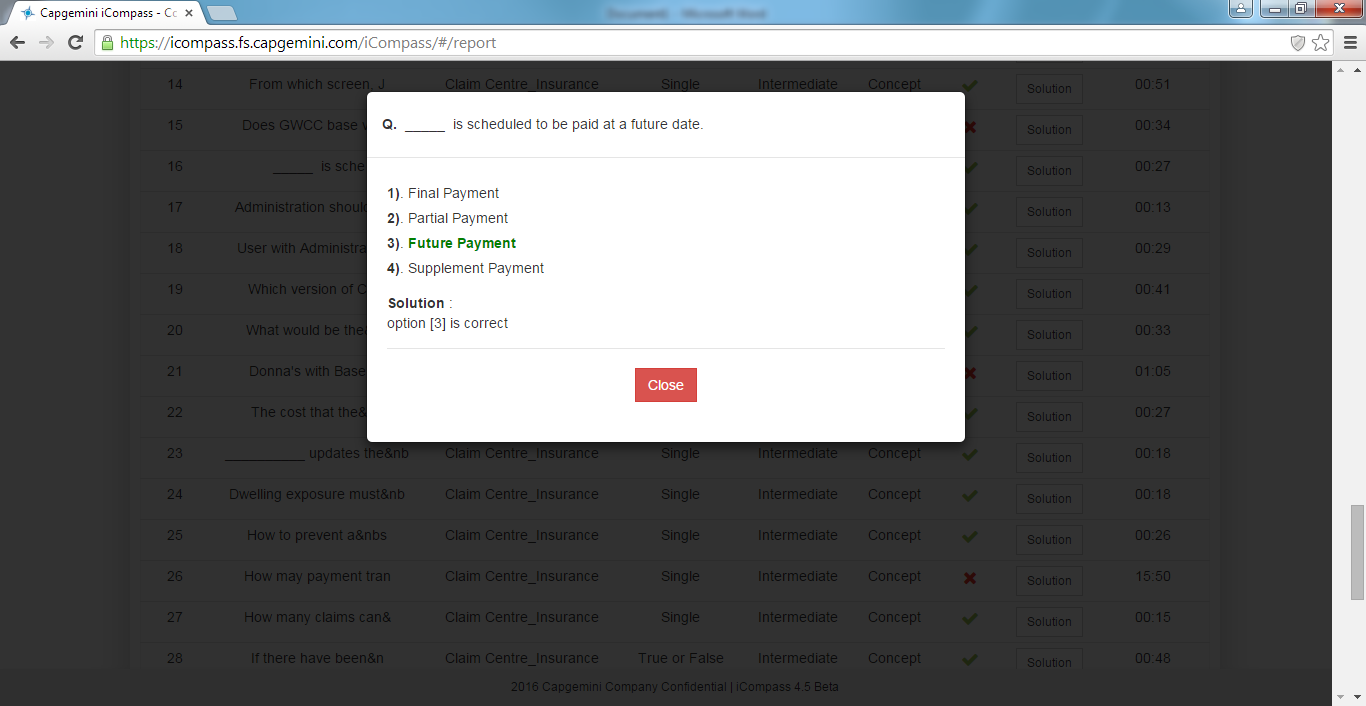 Capgemini iCompass - Cc
Document1 - Microsoft Word
https://icompass.fs.capgemini.com/iCompass/#/report
14 From which screen, J Claim Centre_Insurance Single Intermediate Concept Solution 00:51
15 Does GWCC base Solution 00:34
16 _____ is sche Solution 00:27
17 Administration shoul Solution 00:13
18 User with Administra Solution 00:29
19 Which version of C Solution 00:41
20 What would be the& Solution 00:33
21 Donna's with Base Solution 01:05
22 The cost that the& Solution 00:27
Q. _____ is scheduled to be paid at a future date.
1). Final Payment
2). Partial Payment
3). Future Payment
4). Supplement Payment
Solution :
option [3] is correct
Close
23 __________ updates the&nb Claim Centre_Insurance Single Intermediate Concept Solution 00:18
24 Dwelling exposure must&nb Claim Centre_Insurance Single Intermediate Concept Solution 00:18
25 How to prevent a&nbs Claim Centre_Insurance Single Intermediate Concept Solution 00:26
26 How may payment tran Claim Centre_Insurance Single Intermediate Concept Solution 15:50
27 How many claims can& Claim Centre_Insurance Single Intermediate Concept Solution 00:15
28 If there have been&n Claim Centre_Insurance True or False Intermediate Concept Solution 00:48
2016 Capgemini Company Confidential | iCompass 4.5 Beta